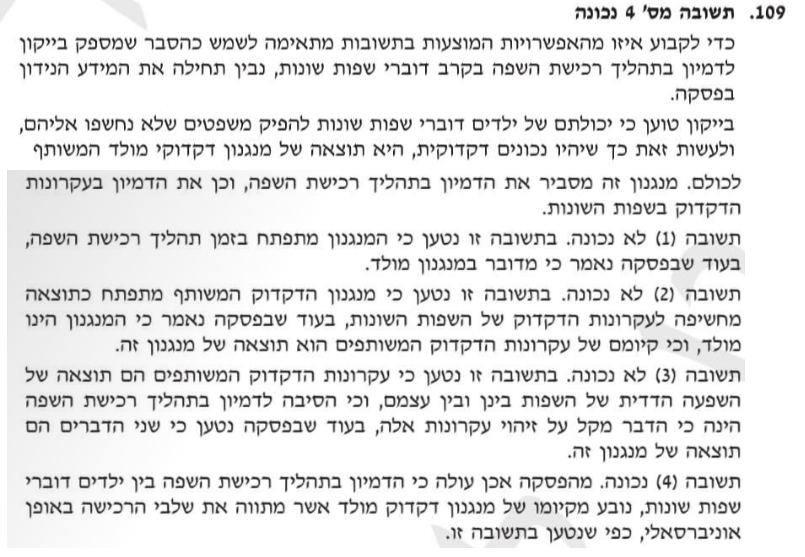 109. תשובה מס' 4 נכונה
כדי לקבוע איזו מהאפשרויות המוצעות בתשובות מתאימה לשמש כהסבר שמספק בייקון
לדמיון בתהליך רכישת השפה בקרב דוברי שפות שונות, נבין תחילה את המידע הנידון
בפסקה.
בייקון טוען כי יכולתם של ילדים דוברי שפות שונות להפיק משפטים שלא נחשפו אליהם,
ולעשות זאת כך שיהיו נכונים דקדוקית, היא תוצאה של מנגנון דקדוקי מולד המשותף
לכולם. מנגנון זה מסביר את הדמיון בתהליך רכישת השפה, וכן את הדמיון בעקרונות
הדקדוק בשפות השונות.
תשובה (1) לא נכונה. בתשובה זו נטען כי המנגנון מתפתח בזמן תהליך רכישת השפה,
בעוד שבפסקה נאמר כי מדובר במנגנון מולד.
תשובה (2) לא נכונה. בתשובה זו נטען כי מנגנון הדקדוק המשותף מתפתח כתוצאה
מחשיפה לעקרונות הדקדוק של השפות השונות, בעוד שבפסקה נאמר כי המנגנון הינו
מולד, וכי קיומם של עקרונות הדקדוק המשותפים הוא תוצאה של מנגנון זה.
תשובה (3) לא נכונה. בתשובה זו נטען כי עקרונות הדקדוק המשותפים הם תוצאה של
השפעה הדדית של השפות בינן ובין עצמם, וכי הסיבה לדמיון בתהליך רכישת השפה
הינה כי הדבר מקל על זיהוי עקרונות אלה, בעוד שבפסקה נטען כי שני הדברים הם
תוצאה של מנגנון זה.
תשובה (4) נכונה. מהפסקה אכן עולה כי הדמיון בתהליך רכישת השפה בין ילדים דוברי
שפות שונות, נובע מקיומו של מנגנון דקדוק מולד אשר מתווה את שלבי הרכישה באופן
אוניברסאלי, כפי שנטען בתשובה זו.